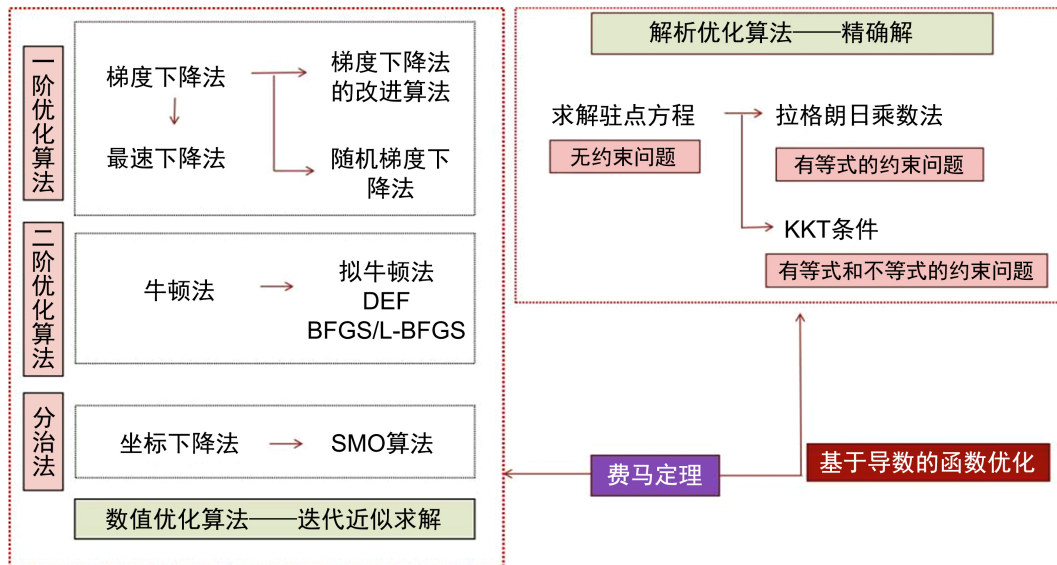 一阶优化算法
梯度下降法
梯度下降法
的改进算法
最速下降法
随机梯度下
降法
二阶优化算法
牛顿法
拟牛顿法
DEF
BFGS/L-BFGS
分治法
坐标下降法
SMO算法
数值优化算法——迭代近似求解
解析优化算法——精确解
求解驻点方程
拉格朗日乘数法
无约束问题
有等式的约束问题
KKT条件
有等式和不等式的约束问题
费马定理
基于导数的函数优化